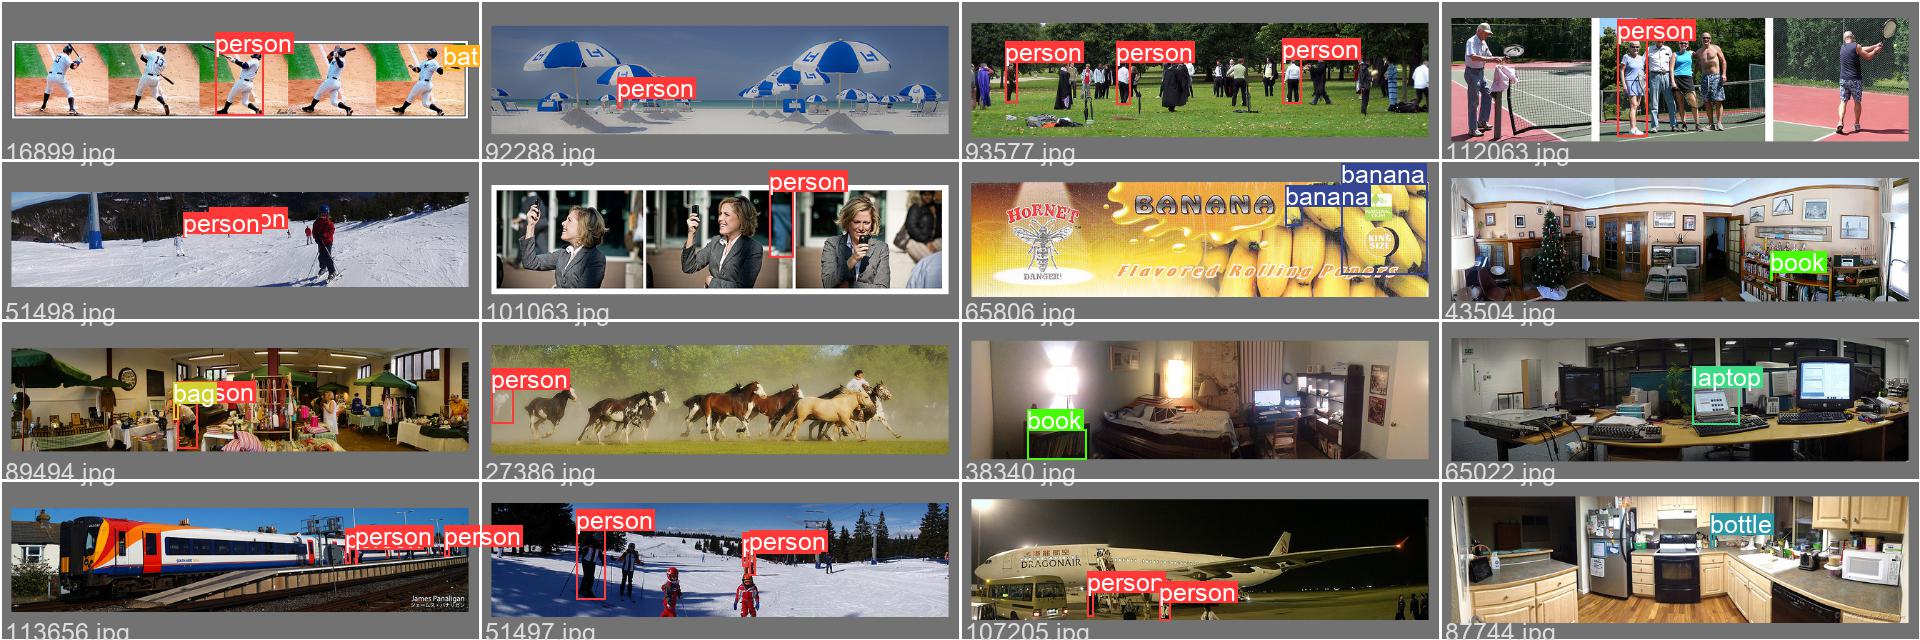 person
bat
16899.jpg
person
92288.jpg
person
person
person
93577.jpg
person
112063.jpg
person
on
51498.jpg
person
101063.jpg
banana
banana
HORNET
DANGER!
BANANA
KING
SIZE
Flavored Rolling Papers
65806.jpg
book
43504.jpg
bag
son
89494.jpg
person
27386.jpg
book
38340.jpg
laptop
65022.jpg
person
person
James Panaligan
113656.jpg
person
person
51497.jpg
DRAGONAIR
person
person
107205.jpg
bottle
87744.jpg